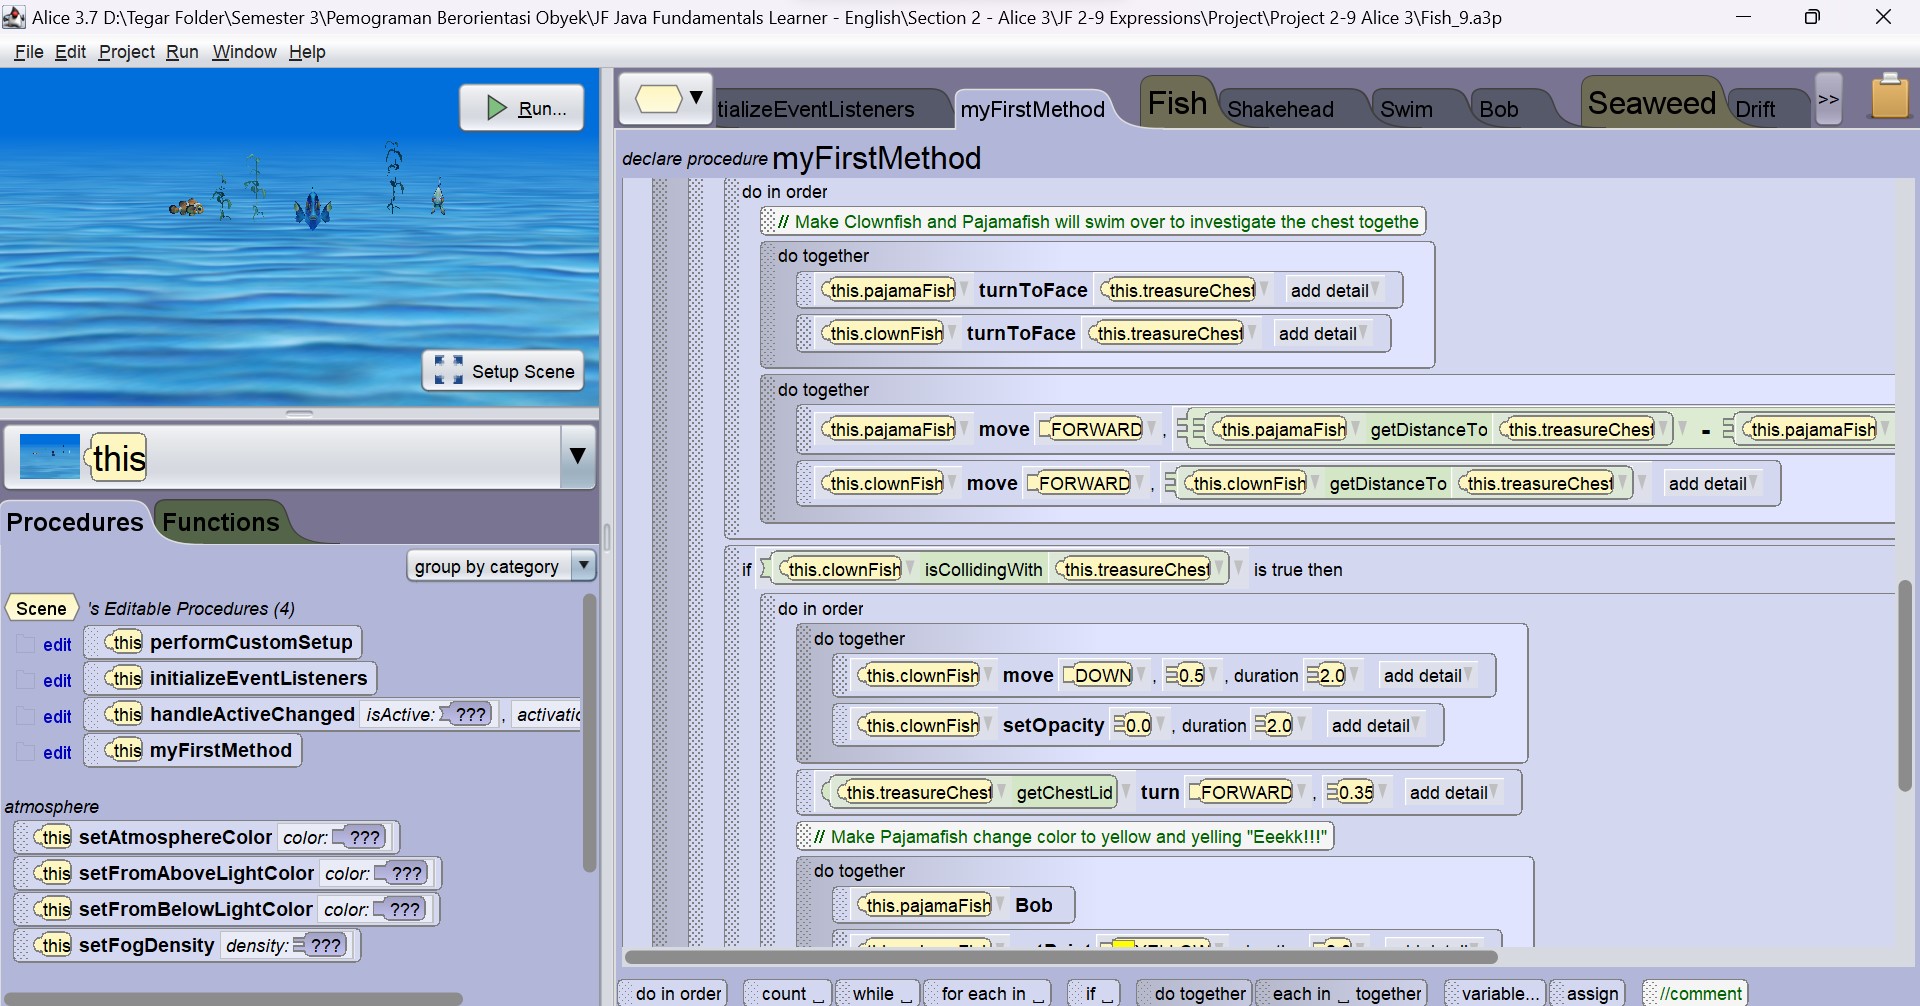 Alice 3.7 D:\Tegar Folder\Semester 3\Pemograman Berorientasi Obyek\JF Java Fundamentals Learner - English\Section 2 - Alice 3\JF 2-9 Expressions\Project\Project 2-9 Alice 3\Fish_9.a3p
File Edit Project Run Window Help
Run...
Setup Scene
this
Procedures Functions
group by category
Scene 's Editable Procedures (4)
edit this performCustomSetup
edit this initializeEventListeners
edit this handleActiveChanged isActive: ??? , activatic
edit this myFirstMethod
atmosphere
this setAtmosphereColor color: ???
this setFromAboveLightColor color: ???
this setFromBelowLightColor color: ???
this setFogDensity density: ???
tializeEventListeners myFirstMethod Fish Shakehead Swim Bob Seaweed Drift >>
declare procedure myFirstMethod
do in order
// Make Clownfish and Pajamafish will swim over to investigate the chest togethe
do together
this.pajamaFish turnToFace this.treasureChest add detail
this.clownFish turnToFace this.treasureChest add detail
do together
this.pajamaFish move FORWARD , this.pajamaFish getDistanceTo this.treasureChest - this.pajamaFish
this.clownFish move FORWARD , this.clownFish getDistanceTo this.treasureChest add detail
if this.clownFish isCollidingWith this.treasureChest is true then
do in order
do together
this.clownFish move DOWN , 0.5 , duration 2.0 add detail
this.clownFish setOpacity 0.0 , duration 2.0 add detail
this.treasureChest getChestLid turn FORWARD , 0.35 add detail
// Make Pajamafish change color to yellow and yelling "Eeekk!!!"
do together
this.pajamaFish Bob
do in order count while for each in if do together each in together variable... assign //comment